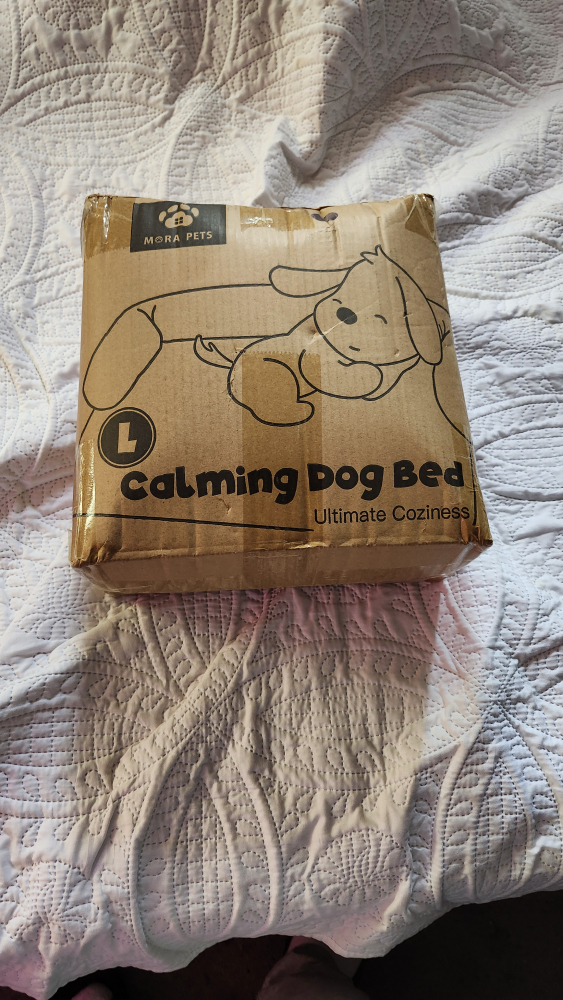 MORA PETS
L
Calming Dog Bed
Ultimate Coziness